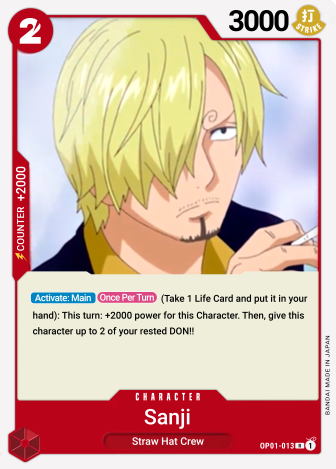 2
3000
打
STRIKE
COUNTER +2000
Activate: Main Once Per Turn (Take 1 Life Card and put it in your
hand): This turn: +2000 power for this Character. Then, give this
character up to 2 of your rested DON!!
BANDAI MADE IN JAPAN
CHARACTER
Sanji
Straw Hat Crew
OP01-013 R 1